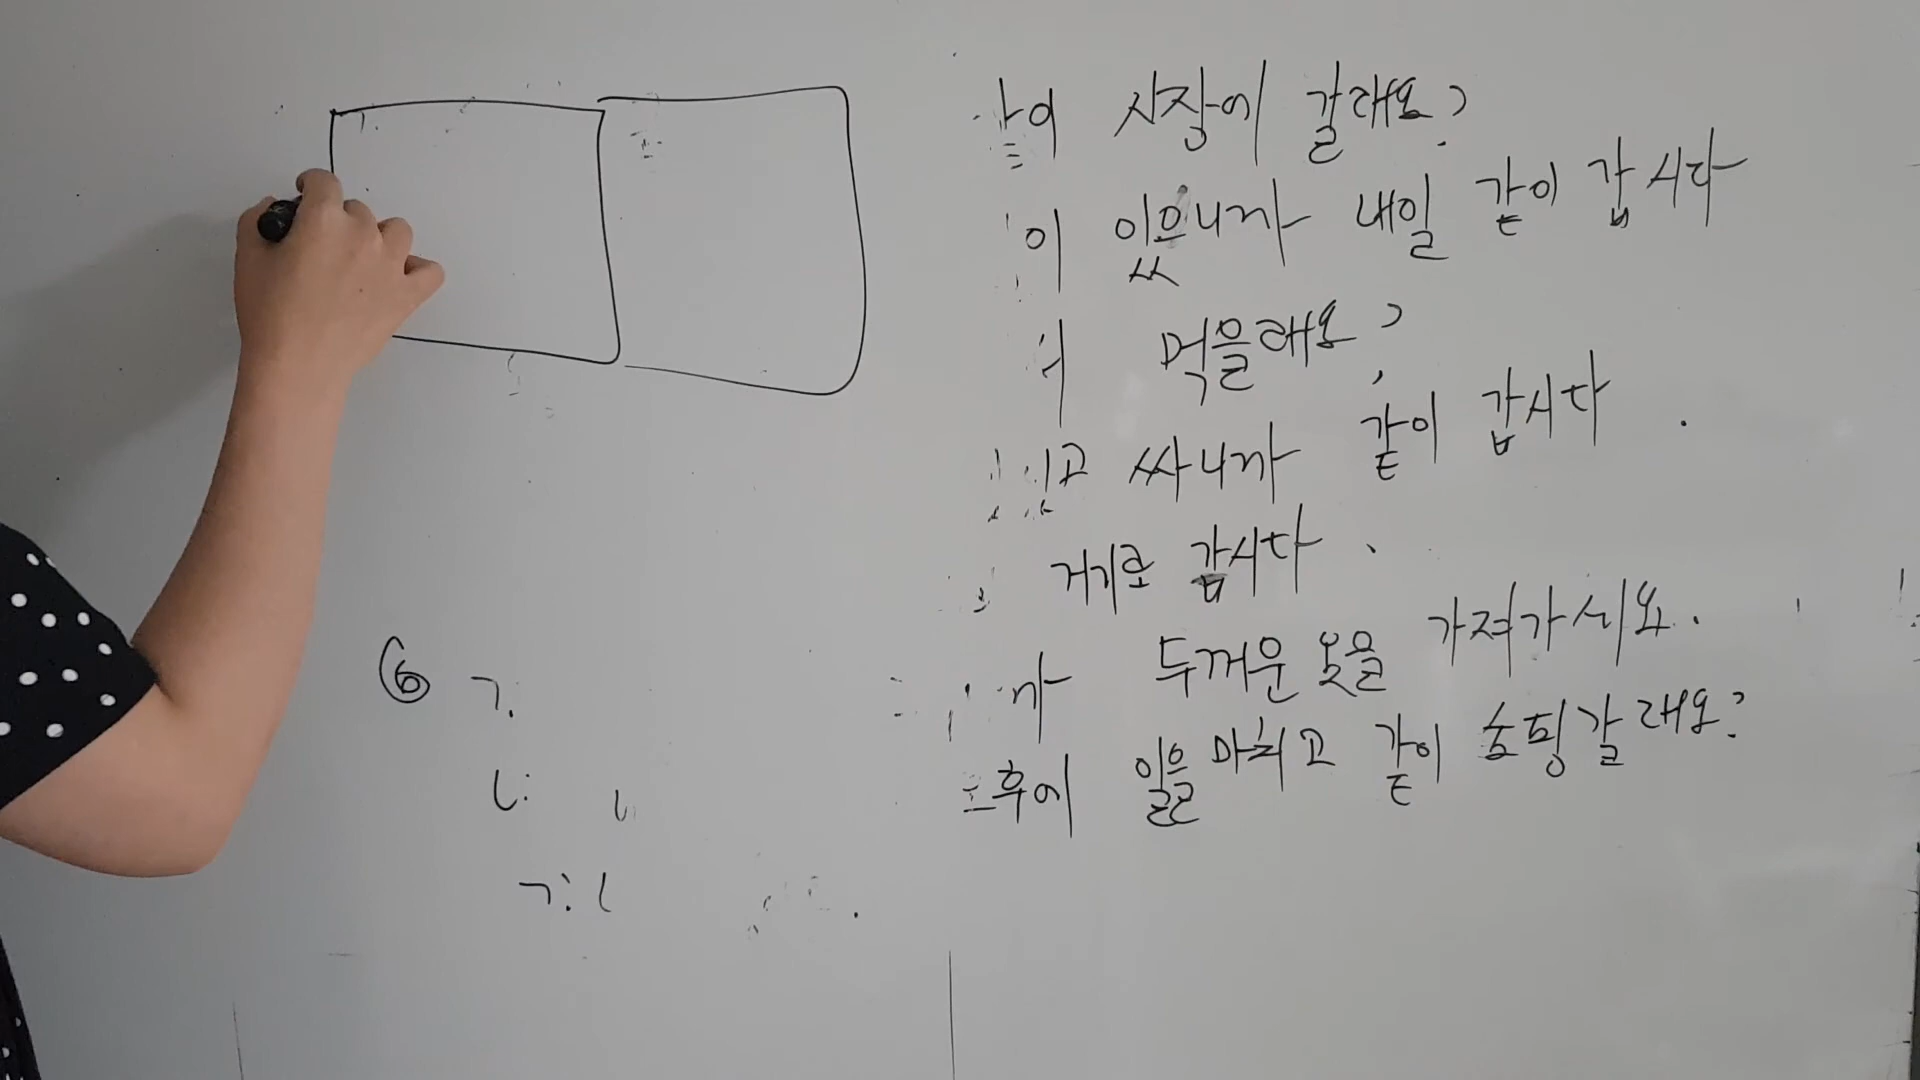 시장에 갈래요?
이 있으니까 내일 같이 갑시다
먹을래요?
고 싸니까 같이 갑시다.
거기로 갑시다.
까 두꺼운 옷을 가져가세요.
⑥ ㄱ.
오후에 일을 마치고 같이 쇼핑갈래요?
ㄴ:
ㄱ: ㄴ